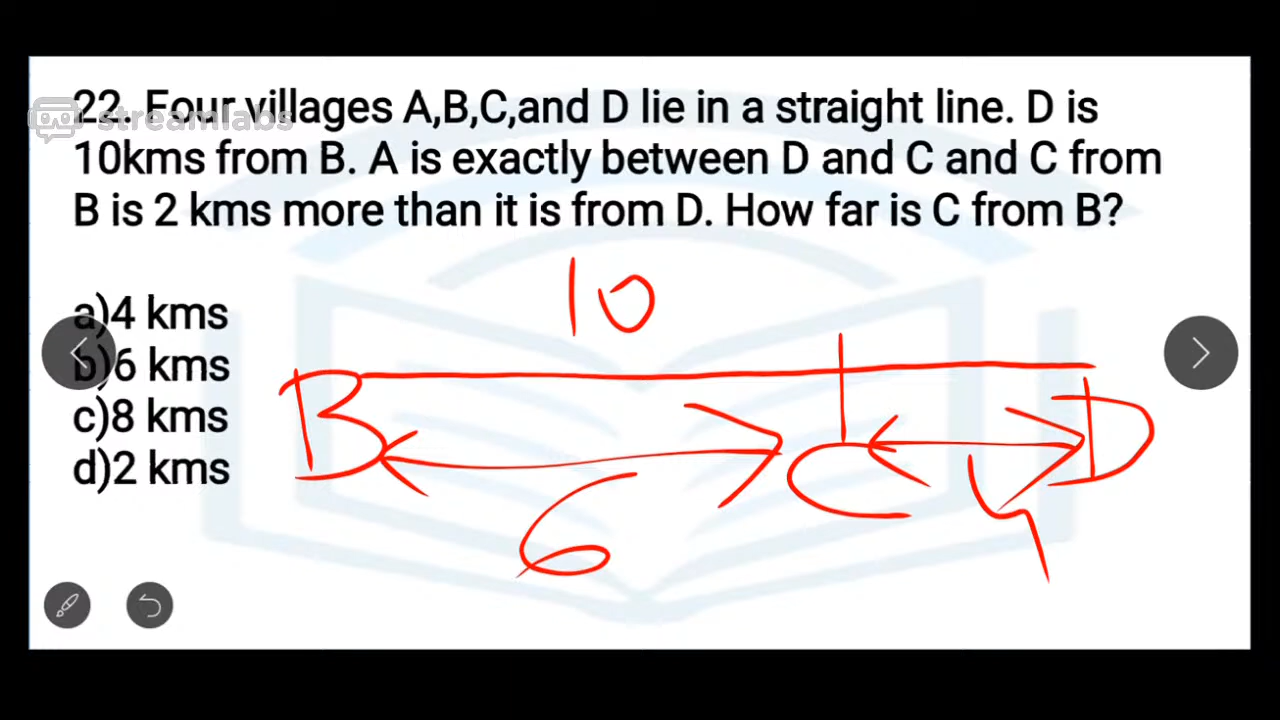 22. Four villages A,B,C,and D lie in a straight line. D is
streamlabs
10kms from B. A is exactly between D and C and C from
B is 2 kms more than it is from D. How far is C from B?
10
a)4 kms
b)6 kms
c)8 kms
d)2 kms
B
C
D
6
4